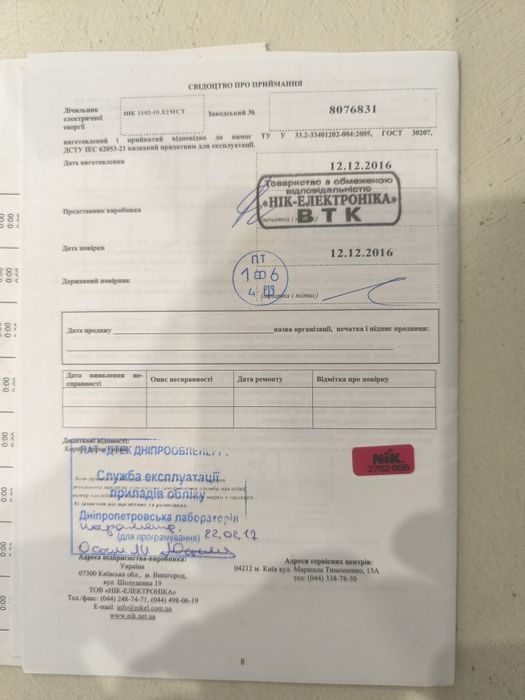 СВІДОЦТВО ПРО ПРИЙМАННЯ
Лічильник електричної енергії
НІК 2102-01.Е2МСТ
Заводський №
8076831
виготовлений і прийнятий відповідно до вимог ТУ У 33.2-33401202-004:2005, ГОСТ 30207,
ДСТУ IEC 62053-21 визнаний придатним для експлуатації.
Дата виготовлення
12.12.2016
Представник виробника
Товариство з обмеженою
відповідальністю
«НІК-ЕЛЕКТРОНІКА»
ВТК
Дата повірки
12.12.2016
Державний повірник
ПТ
(печатка і підпис)
Дата продажу
назва організації, печатка і підпис продавця:
Дата виявлення несправності
Опис несправності
Дата ремонту
Відмітка про повірку
Додаткові відомості:
NiK
2702 658
ДНІПРООБЛЕНЕРГО
Служба експлуатації
приладів обліку
Дніпропетровська лабораторія
(для програмування) 22.02.17
Адреса підприємства-виробника:
Україна
07300 Київська обл., м. Вишгород,
вул. Шолуденка 19
ТОВ «НІК-ЕЛЕКТРОНІКА»
Тел./факс: (044) 248-74-71, (044) 498-06-19
E-mail: info@nikel.com.ua
www.nik.net.ua
Адреси сервісних центрів:
04212 м. Київ вул. Маршала Тимошенко, 13А
тел: (044) 338-78-50
8